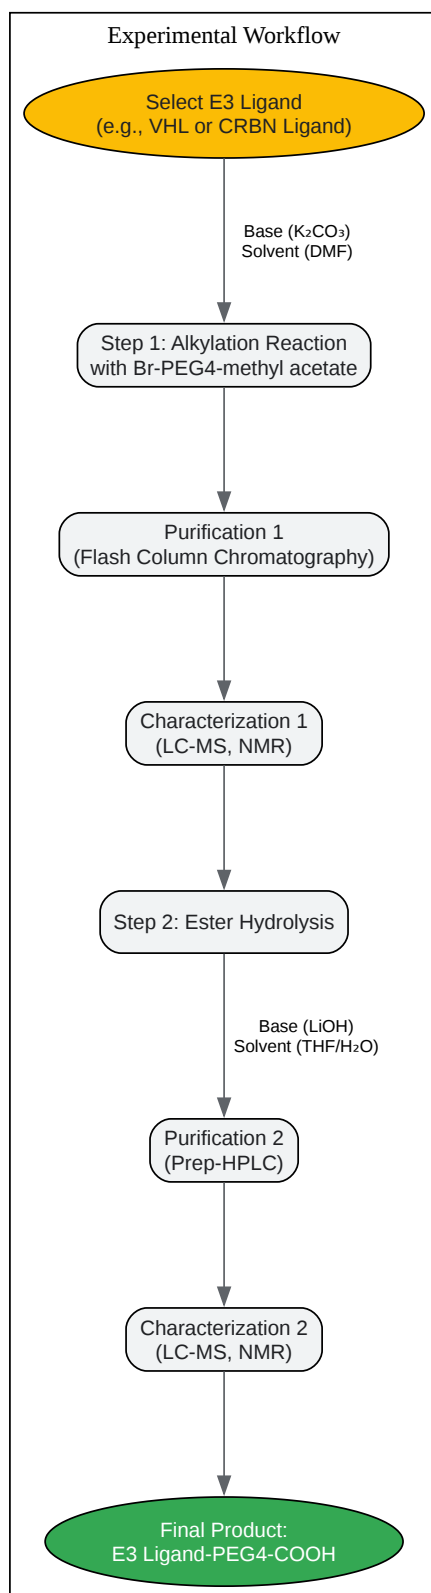 Experimental Workflow
Select E3 Ligand
(e.g., VHL or CRBN Ligand)
Base (K₂CO₃)
Solvent (DMF)
Step 1: Alkylation Reaction
with Br-PEG4-methyl acetate
Purification 1
(Flash Column Chromatography)
Characterization 1
(LC-MS, NMR)
Step 2: Ester Hydrolysis
Base (LiOH)
Solvent (THF/H₂O)
Purification 2
(Prep-HPLC)
Characterization 2
(LC-MS, NMR)
Final Product:
E3 Ligand-PEG4-COOH